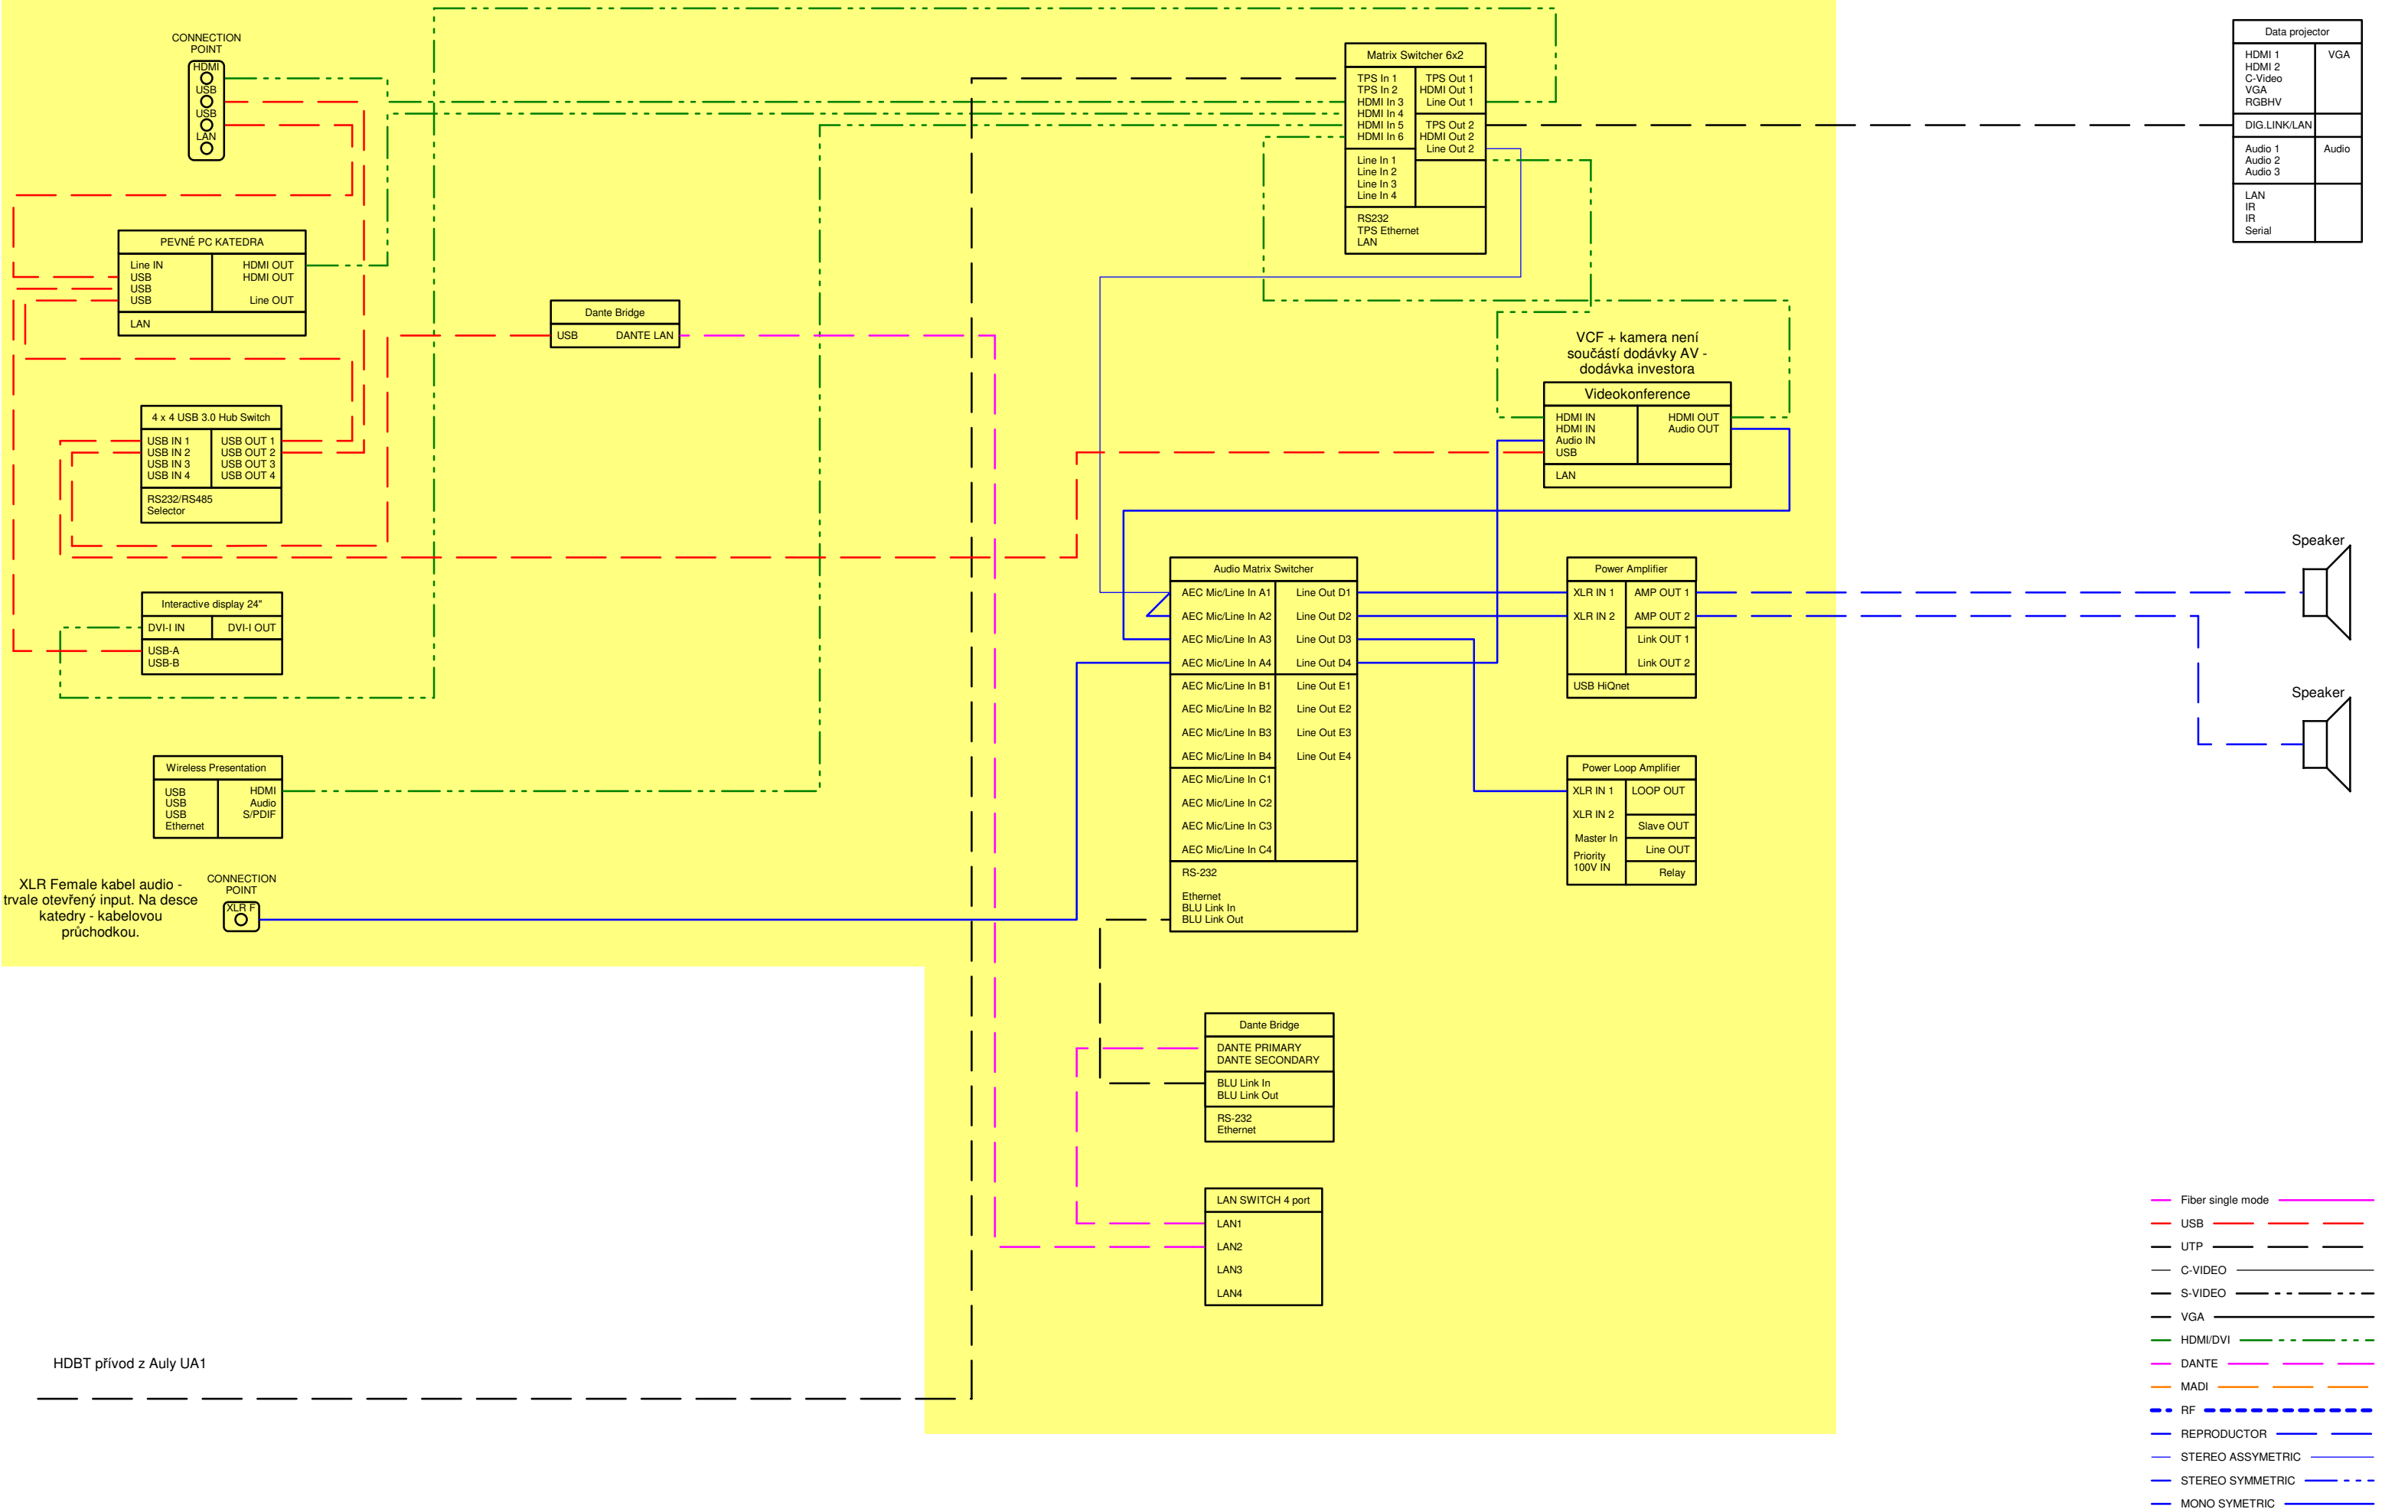 CONNECTION
POINT
HDMI
USB
USB
LAN
PEVNÉ PC KATEDRA
Line IN
USB
USB
USB
HDMI OUT
HDMI OUT
Line OUT
LAN
4 x 4 USB 3.0 Hub Switch
USB IN 1
USB IN 2
USB IN 3
USB IN 4
USB OUT 1
USB OUT 2
USB OUT 3
USB OUT 4
RS232/RS485
Selector
Interactive display 24"
DVI-I IN
DVI-I OUT
USB-A
USB-B
Wireless Presentation
USB
USB
USB
Ethernet
HDMI
Audio
S/PDIF
XLR Female kabel audio -
trvale otevřený input. Na desce
katedry - kabelovou
průchodkou.
CONNECTION
POINT
XLR F
HDBT přívod z Auly UA1
Dante Bridge
USB
DANTE LAN
Matrix Switcher 6x2
TPS In 1
TPS In 2
HDMI In 3
HDMI In 4
HDMI In 5
HDMI In 6
TPS Out 1
HDMI Out 1
Line Out 1
TPS Out 2
HDMI Out 2
Line Out 2
Line In 1
Line In 2
Line In 3
Line In 4
RS232
TPS Ethernet
LAN
VCF + kamera není
součástí dodávky AV -
dodávka investora
Videokonference
HDMI IN
HDMI IN
Audio IN
USB
HDMI OUT
Audio OUT
LAN
Audio Matrix Switcher
AEC Mic/Line In A1
AEC Mic/Line In A2
AEC Mic/Line In A3
AEC Mic/Line In A4
AEC Mic/Line In B1
AEC Mic/Line In B2
AEC Mic/Line In B3
AEC Mic/Line In B4
AEC Mic/Line In C1
AEC Mic/Line In C2
AEC Mic/Line In C3
AEC Mic/Line In C4
Line Out D1
Line Out D2
Line Out D3
Line Out D4
Line Out E1
Line Out E2
Line Out E3
Line Out E4
RS-232
Ethernet
BLU Link In
BLU Link Out
Power Amplifier
XLR IN 1
XLR IN 2
AMP OUT 1
AMP OUT 2
Link OUT 1
Link OUT 2
USB HiQnet
Power Loop Amplifier
XLR IN 1
XLR IN 2
Master In
Priority
100V IN
LOOP OUT
Slave OUT
Line OUT
Relay
Dante Bridge
DANTE PRIMARY
DANTE SECONDARY
BLU Link In
BLU Link Out
RS-232
Ethernet
LAN SWITCH 4 port
LAN1
LAN2
LAN3
LAN4
Data projector
HDMI 1
HDMI 2
C-Video
VGA
RGBHV
VGA
DIG.LINK/LAN
Audio 1
Audio 2
Audio 3
Audio
LAN
IR
IR
Serial
Speaker
Speaker
Fiber single mode
USB
UTP
C-VIDEO
S-VIDEO
VGA
HDMI/DVI
DANTE
MADI
RF
REPRODUCTOR
STEREO ASSYMETRIC
STEREO SYMMETRIC
MONO SYMETRIC